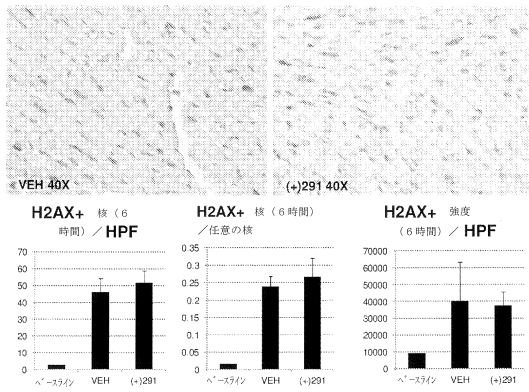 VEH 40X
(+)291 40X
H2AX+ 核（6
時間）／HPF
H2AX+ 核（6時間）
／任意の核
H2AX+ 強度
（6時間）／HPF
70
60
50
40
30
20
10
0
ベースライン VEH (+)291
0.35
0.3
0.25
0.2
0.15
0.1
0.05
0
ベースライン VEH (+)291
70000
60000
50000
40000
30000
20000
10000
0
ベースライン VEH (+)291